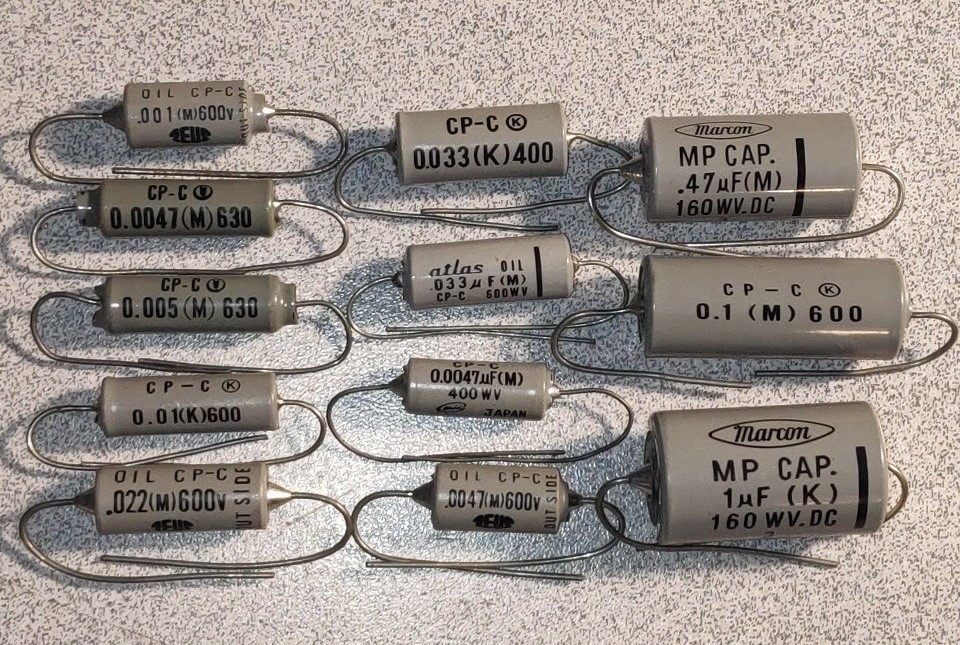 OIL CP-C
.001(M)600V
OUT SIDE
CP-C
0.0047(M)630
CP-C
0.005(M)630
CP-C Ⓚ
0.01(K)600
OIL CP-C
.022(M)600V
OUT SIDE
CP-C Ⓚ
0.033(K)400
atlas OIL
.033μF(M)
CP-C 600WV
CP-C
0.0047μF(M)
400WV
JAPAN
OIL CP-C
.0047(M)600V
OUT SIDE
Marcon
MP CAP.
.47μF(M)
160WV.DC
CP-C Ⓚ
0.1(M)600
Marcon
MP CAP.
1μF(K)
160WV.DC